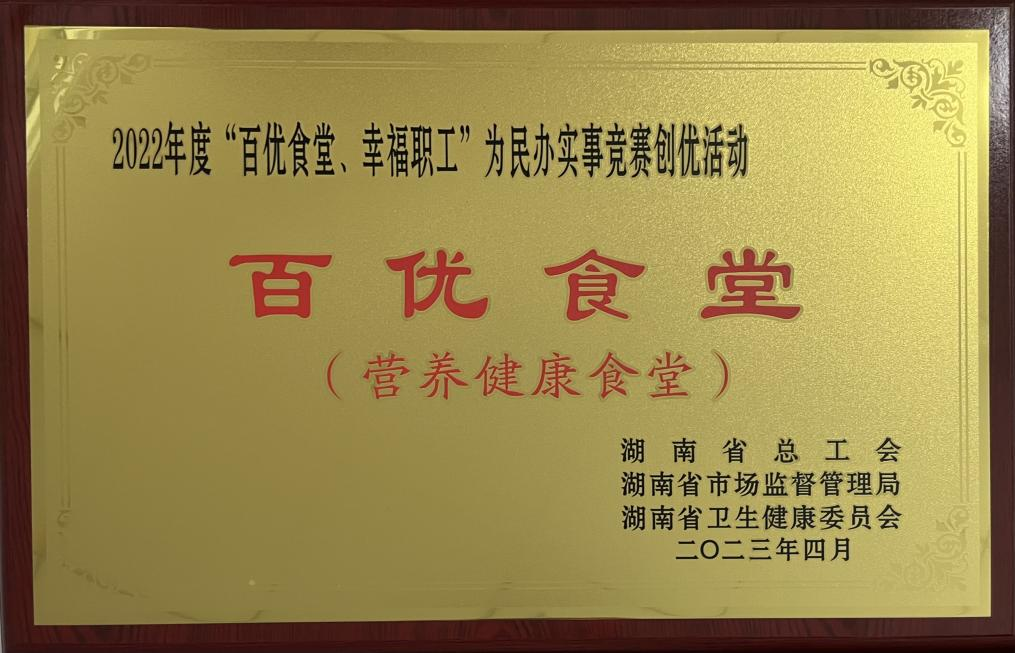 2022年度“百优食堂、幸福职工”为民办实事竞赛创优活动
百优食堂
（营养健康食堂）
湖南省总工会
湖南省市场监督管理局
湖南省卫生健康委员会
二〇二三年四月